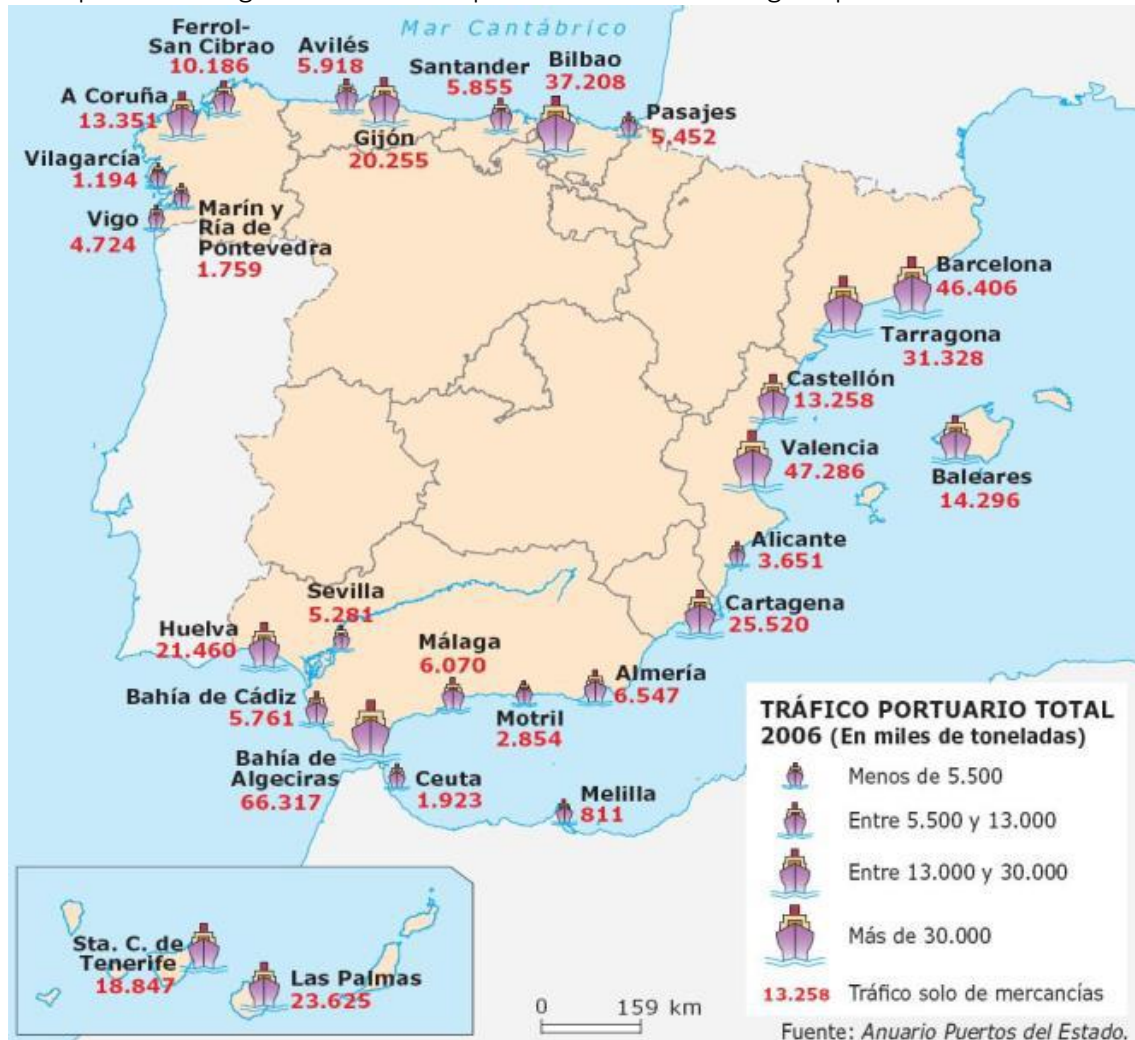 Mar Cantábrico
Ferrol-
San Cibrao
10.186
Avilés
5.918
Santander
5.855
Bilbao
37.208
A Coruña
13.351
Gijón
20.255
Pasajes
5.452
Vilagarcía
1.194
Vigo
4.724
Marín y
Ría de
Pontevedra
1.759
Barcelona
46.406
Tarragona
31.328
Castellón
13.258
Valencia
47.286
Baleares
14.296
Alicante
3.651
Cartagena
25.520
Sevilla
5.281
Huelva
21.460
Málaga
6.070
Almería
6.547
Bahía de Cádiz
5.761
Motril
2.854
Bahía de
Algeciras
66.317
Ceuta
1.923
Melilla
811
Sta. C. de
Tenerife
18.847
Las Palmas
23.625
0 159 km
TRÁFICO PORTUARIO TOTAL
2006 (En miles de toneladas)
Menos de 5.500
Entre 5.500 y 13.000
Entre 13.000 y 30.000
Más de 30.000
13.258 Tráfico solo de mercancías
Fuente: Anuario Puertos del Estado.